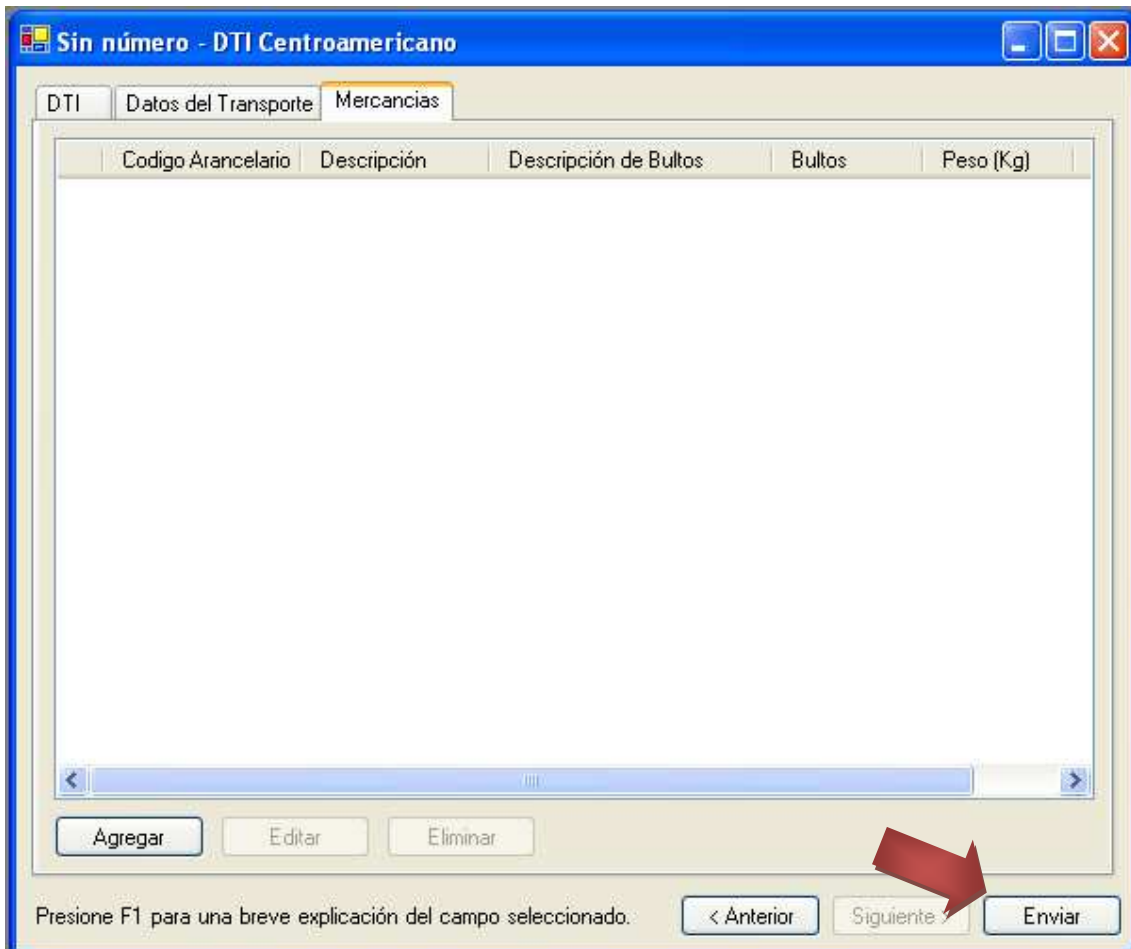 Sin número - DTI Centroamericano
DTI Datos del Transporte Mercancias
Codigo Arancelario Descripción Descripción de Bultos Bultos Peso (Kg)
Agregar Editar Eliminar
Presione F1 para una breve explicación del campo seleccionado. < Anterior Siguiente > Enviar